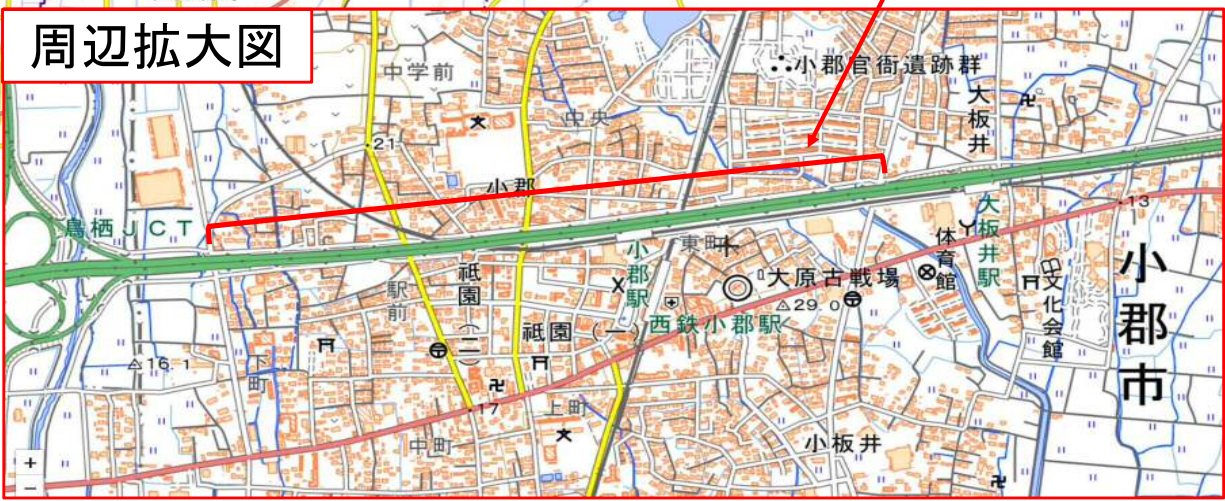 周辺拡大図
中学前
小郡官衙遺跡群
大板井
中央
21
小郡
鳥栖JCT
大板井駅
13
体育館
東町
小郡駅
祇園(二)
駅前
大原古戦場
29.0
文化会館
小郡市
西鉄小郡駅
祇園(一)
16.1
下町
17
上町
中町
小板井
+
−